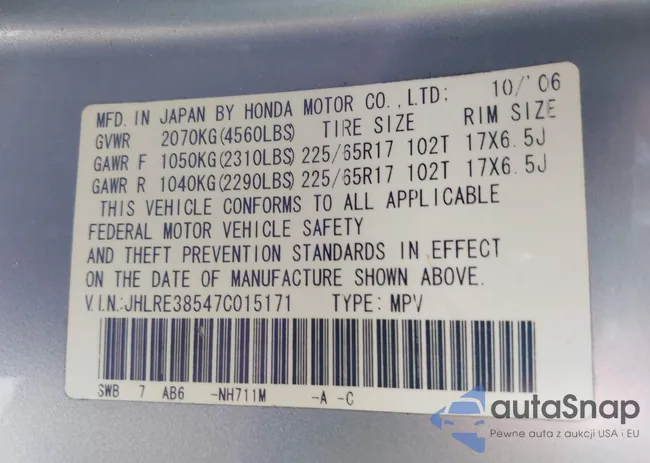 MFD. IN JAPAN BY HONDA MOTOR CO.,LTD: 10/'06
GVWR 2070KG(4560LBS) TIRE SIZE RIM SIZE
GAWR F 1050KG(2310LBS) 225/65R17 102T 17X6.5J
GAWR R 1040KG(2290LBS) 225/65R17 102T 17X6.5J
THIS VEHICLE CONFORMS TO ALL APPLICABLE
FEDERAL MOTOR VEHICLE SAFETY
AND THEFT PREVENTION STANDARDS IN EFFECT
ON THE DATE OF MANUFACTURE SHOWN ABOVE.
V.I.N:JHLRE38547C015171 TYPE: MPV
SWB 7 AB6 -NH711M -A -C
autaSnap
Pewne auta z aukcji USA i EU